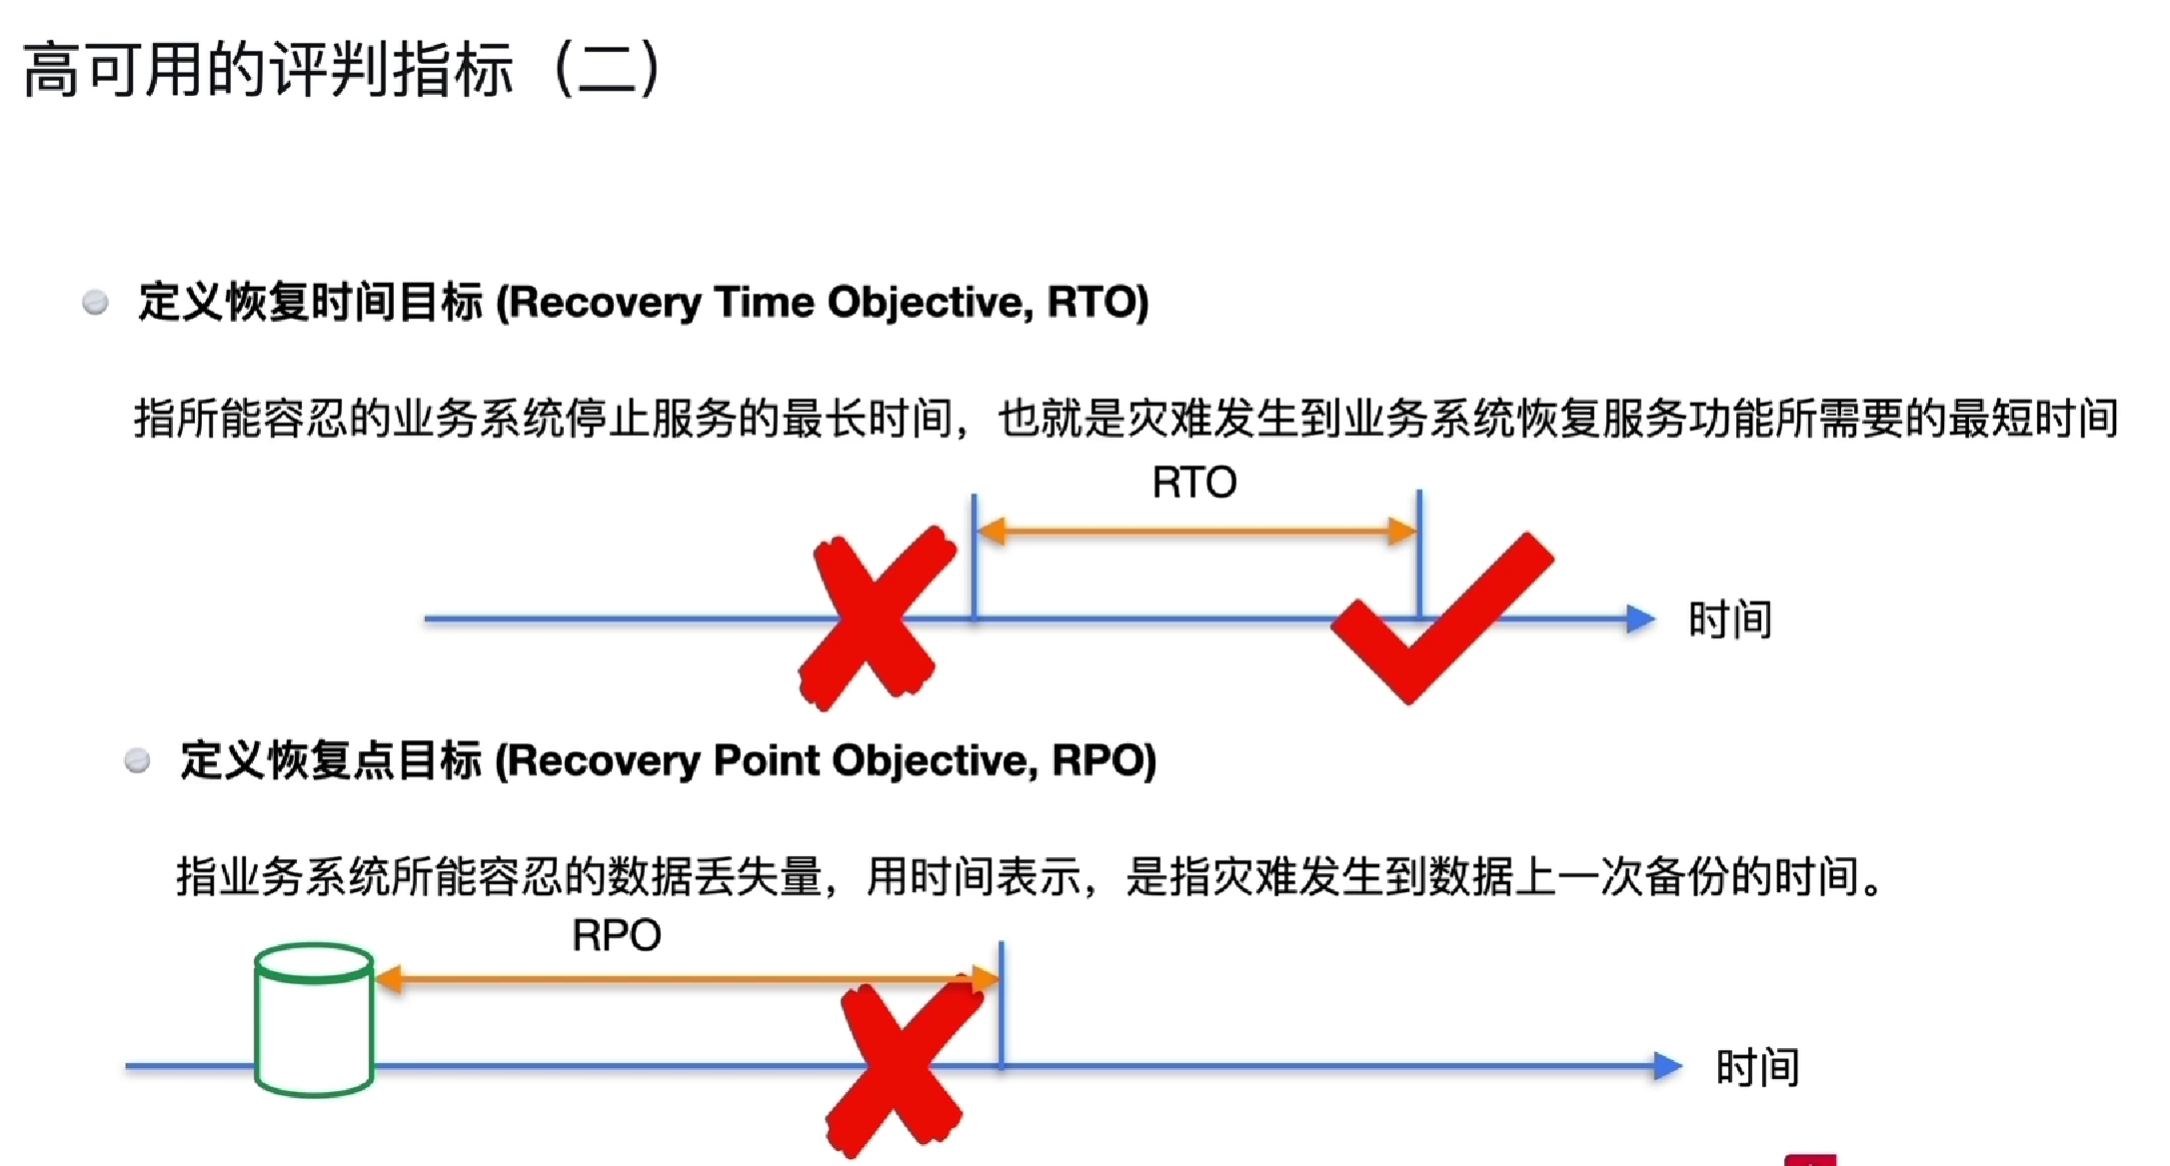 高可用的评判指标（二）
定义恢复时间目标 (Recovery Time Objective, RTO)
指所能容忍的业务系统停止服务的最长时间，也就是灾难发生到业务系统恢复服务功能所需要的最短时间
RTO
时间
定义恢复点目标 (Recovery Point Objective, RPO)
指业务系统所能容忍的数据丢失量，用时间表示，是指灾难发生到数据上一次备份的时间。
RPO
时间